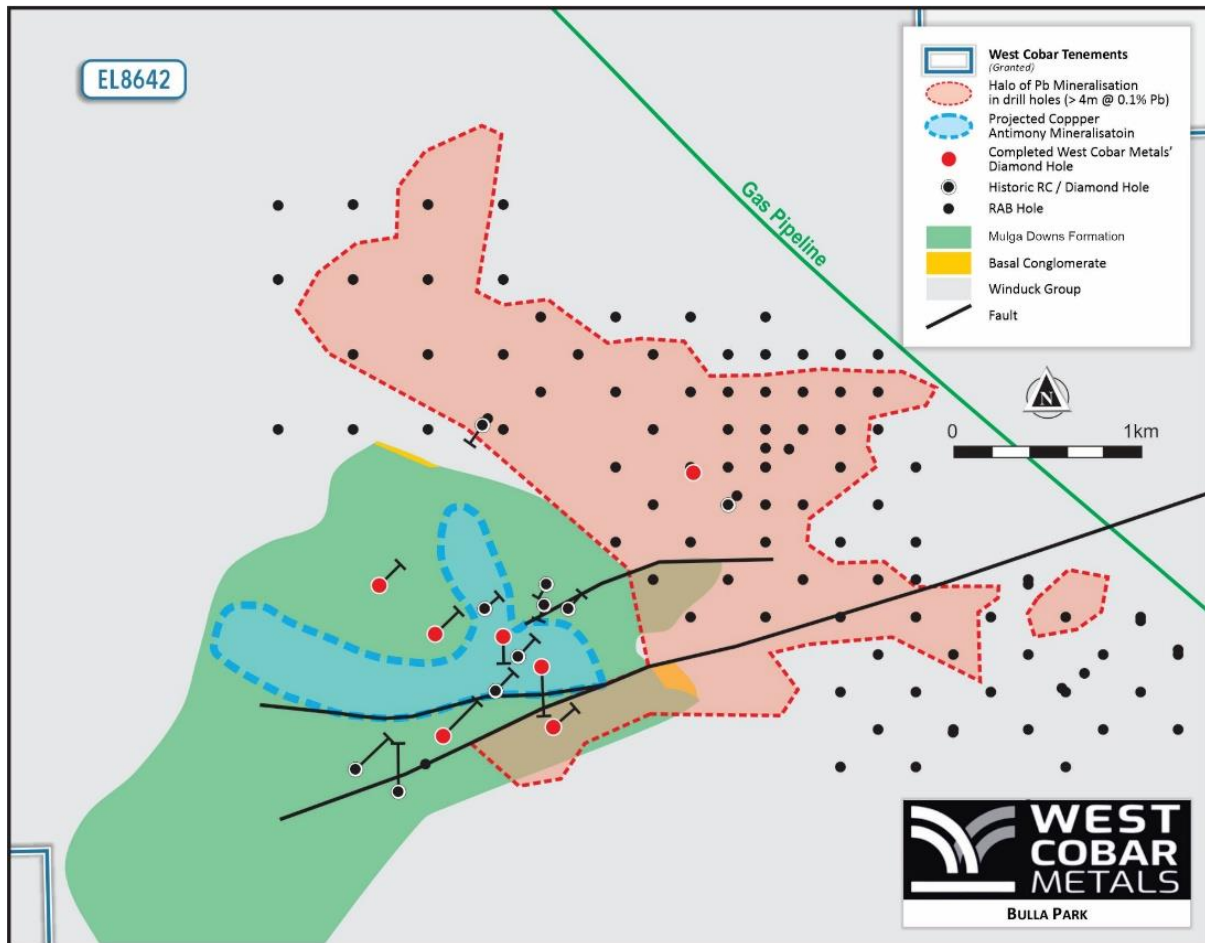 EL8642
West Cobar Tenements
(Granted)
Halo of Pb Mineralisation
in drill holes (> 4m @ 0.1% Pb)
Projected Coppper
Antimony Mineralisatoin
Completed West Cobar Metals'
Diamond Hole
Historic RC / Diamond Hole
RAB Hole
Mulga Downs Formation
Basal Conglomerate
Winduck Group
Fault
Gas Pipeline
N
0 1km
WEST
COBAR
METALS
BULLA PARK